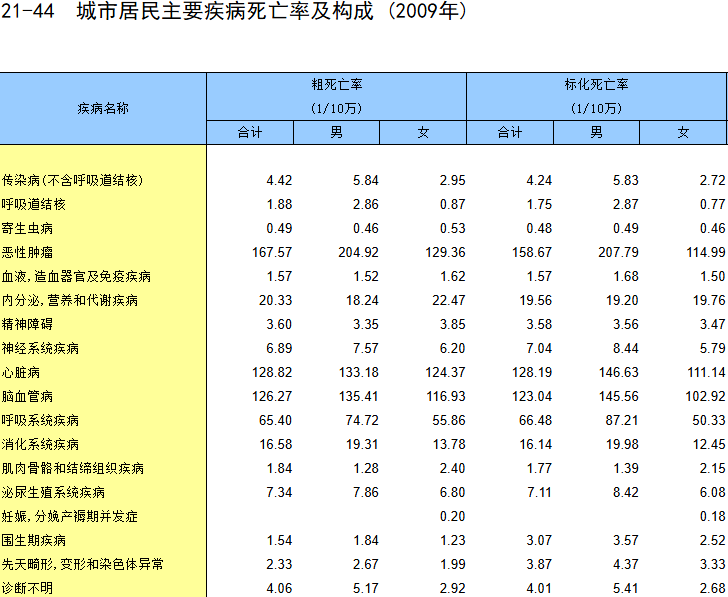 21-44 城市居民主要疾病死亡率及构成 (2009年)
疾病名称 粗死亡率 标化死亡率
(1/10万) (1/10万)
合计 男 女 合计 男 女
传染病(不含呼吸道结核) 4.42 5.84 2.95 4.24 5.83 2.72
呼吸道结核 1.88 2.86 0.87 1.75 2.87 0.77
寄生虫病 0.49 0.46 0.53 0.48 0.49 0.46
恶性肿瘤 167.57 204.92 129.36 158.67 207.79 114.99
血液,造血器官及免疫疾病 1.57 1.52 1.62 1.57 1.68 1.50
内分泌,营养和代谢疾病 20.33 18.24 22.47 19.56 19.20 19.76
精神障碍 3.60 3.35 3.85 3.58 3.56 3.47
神经系统疾病 6.89 7.57 6.20 7.04 8.44 5.79
心脏病 128.82 133.18 124.37 128.19 146.63 111.14
脑血管病 126.27 135.41 116.93 123.04 145.56 102.92
呼吸系统疾病 65.40 74.72 55.86 66.48 87.21 50.33
消化系统疾病 16.58 19.31 13.78 16.14 19.98 12.45
肌肉骨骼和结缔组织疾病 1.84 1.28 2.40 1.77 1.39 2.15
泌尿生殖系统疾病 7.34 7.86 6.80 7.11 8.42 6.08
妊娠,分娩产褥期并发症 0.20 0.18
围生期疾病 1.54 1.84 1.23 3.07 3.57 2.52
先天畸形,变形和染色体异常 2.33 2.67 1.99 3.87 4.37 3.33
诊断不明 4.06 5.17 2.92 4.01 5.41 2.68